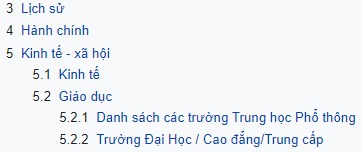 3 Lịch sử
4 Hành chính
5 Kinh tế - xã hội
5.1 Kinh tế
5.2 Giáo dục
5.2.1 Danh sách các trường Trung học Phổ thông
5.2.2 Trường Đại Học / Cao đẳng/Trung cấp